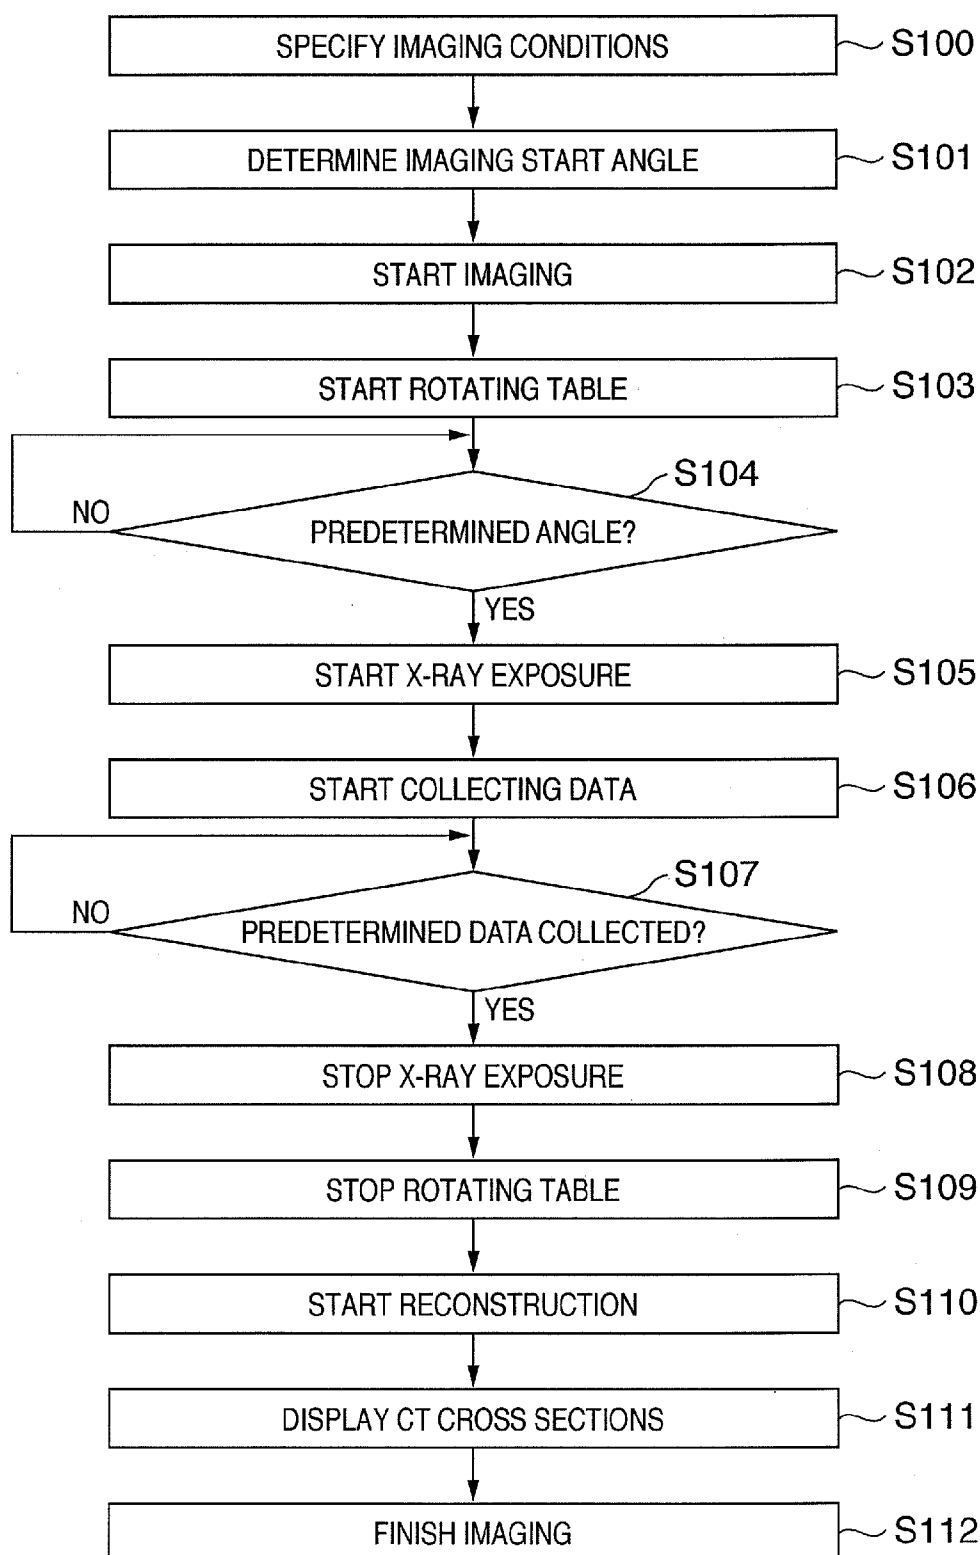 SPECIFY IMAGING CONDITIONS S100
DETERMINE IMAGING START ANGLE S101
START IMAGING S102
START ROTATING TABLE S103
S104
NO
PREDETERMINED ANGLE?
YES
START X-RAY EXPOSURE S105
START COLLECTING DATA S106
S107
NO
PREDETERMINED DATA COLLECTED?
YES
STOP X-RAY EXPOSURE S108
STOP ROTATING TABLE S109
START RECONSTRUCTION S110
DISPLAY CT CROSS SECTIONS S111
FINISH IMAGING S112